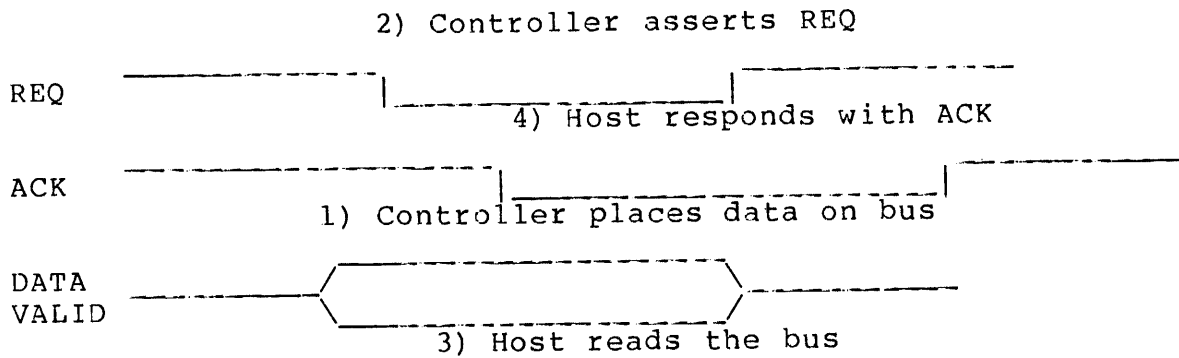 2) Controller asserts REQ
REQ
4) Host responds with ACK
ACK
1) Controller places data on bus
DATA
VALID
3) Host reads the bus